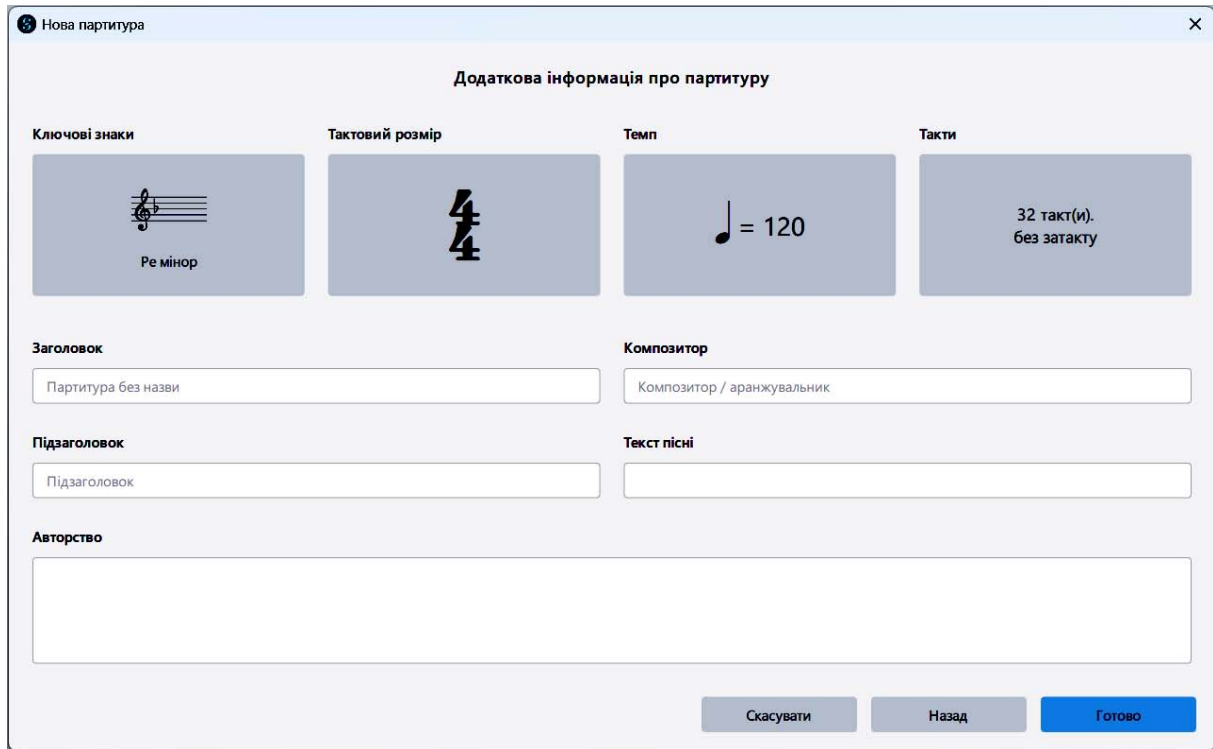 Нова партитура
Додаткова інформація про партитуру
Ключові знаки
Тактовий розмір
Темп
Такти
Ре мінор
4
4
= 120
32 такт(и).
без затакту
Заголовок
Композитор
Партитура без назви
Композитор / аранжувальник
Підзаголовок
Текст пісні
Підзаголовок
Авторство
Скасувати
Назад
Готово